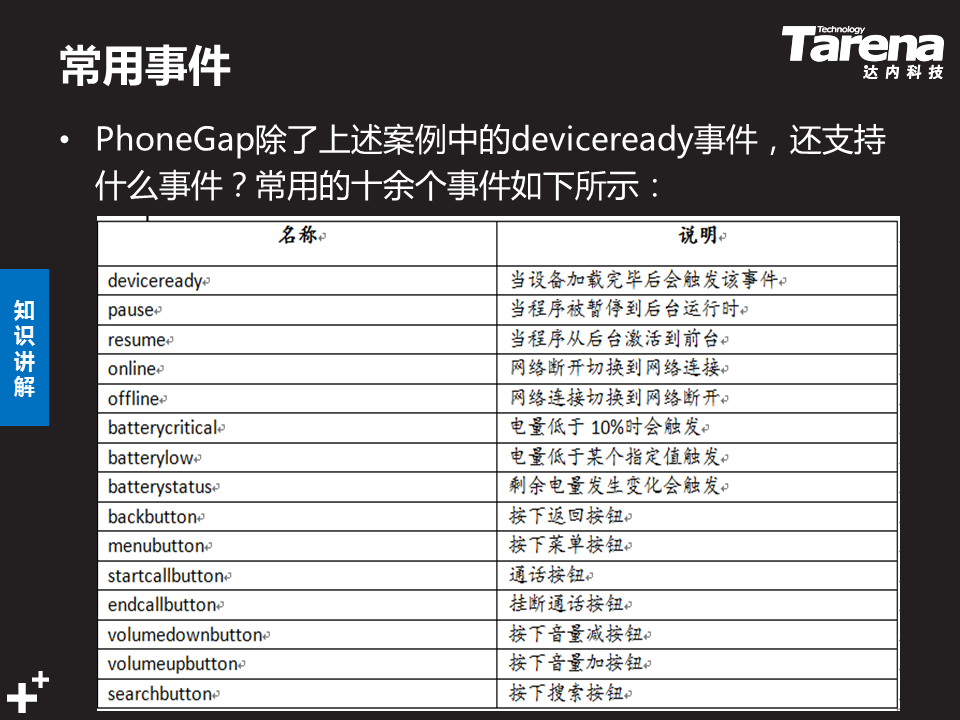 常用事件
Technology
Tarena
达内科技
• PhoneGap除了上述案例中的deviceready事件，还支持
什么事件？常用的十余个事件如下所示：
名称 说明
deviceready 当设备加载完毕后会触发该事件
pause 当程序被暂停到后台运行时
resume 当程序从后台激活到前台
online 网络断开切换到网络连接
offline 网络连接切换到网络断开
batterycritical 电量低于 10%时会触发
batterylow 电量低于某个指定值触发
batterystatus 剩余电量发生变化会触发
backbutton 按下返回按钮
menubutton 按下菜单按钮
startcallbutton 通话按钮
endcallbutton 挂断通话按钮
volumedownbutton 按下音量减按钮
volumeupbutton 按下音量加按钮
searchbutton 按下搜索按钮
知
识
讲
解